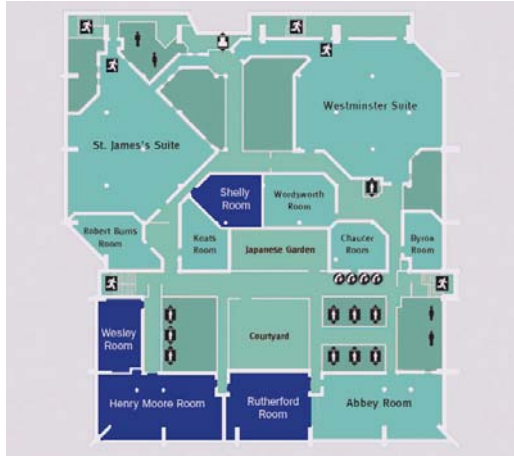 Westminster Suite
St. James's Suite
Shelly
Room
Wordsworth
Room
Robert Burns
Room
Keats
Room
Japanese Garden
Chaucer
Room
Byron
Room
Wesley
Room
Courtyard
Henry Moore Room
Rutherford
Room
Abbey Room